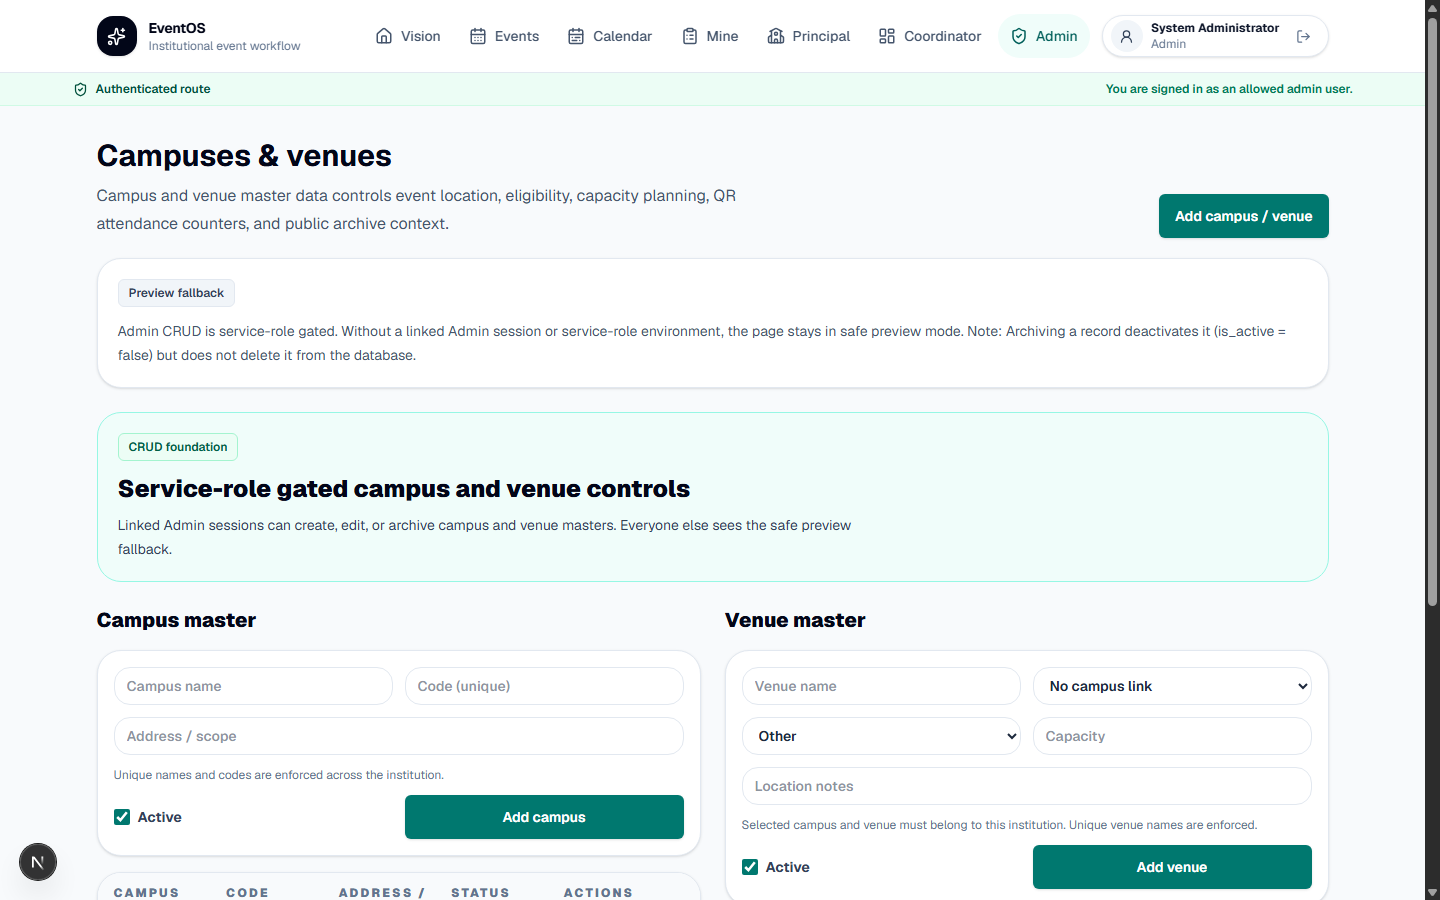 EventOS
Institutional event workflow
Vision
Events
Calendar
Mine
Principal
Coordinator
Admin
System Administrator
Admin
Authenticated route
You are signed in as an allowed admin user.
Campuses & venues
Campus and venue master data controls event location, eligibility, capacity planning, QR
attendance counters, and public archive context.
Add campus / venue
Preview fallback
Admin CRUD is service-role gated. Without a linked Admin session or service-role environment, the page stays in safe preview mode. Note: Archiving a record deactivates it (is_active =
false) but does not delete it from the database.
CRUD foundation
Service-role gated campus and venue controls
Linked Admin sessions can create, edit, or archive campus and venue masters. Everyone else sees the safe preview
fallback.
Campus master
Campus name
Code (unique)
Address / scope
Unique names and codes are enforced across the institution.
Active
Add campus
CAMPUS
CODE
ADDRESS /
STATUS
ACTIONS
Venue master
Venue name
No campus link
Other
Capacity
Location notes
Selected campus and venue must belong to this institution. Unique venue names are enforced.
Active
Add venue
N